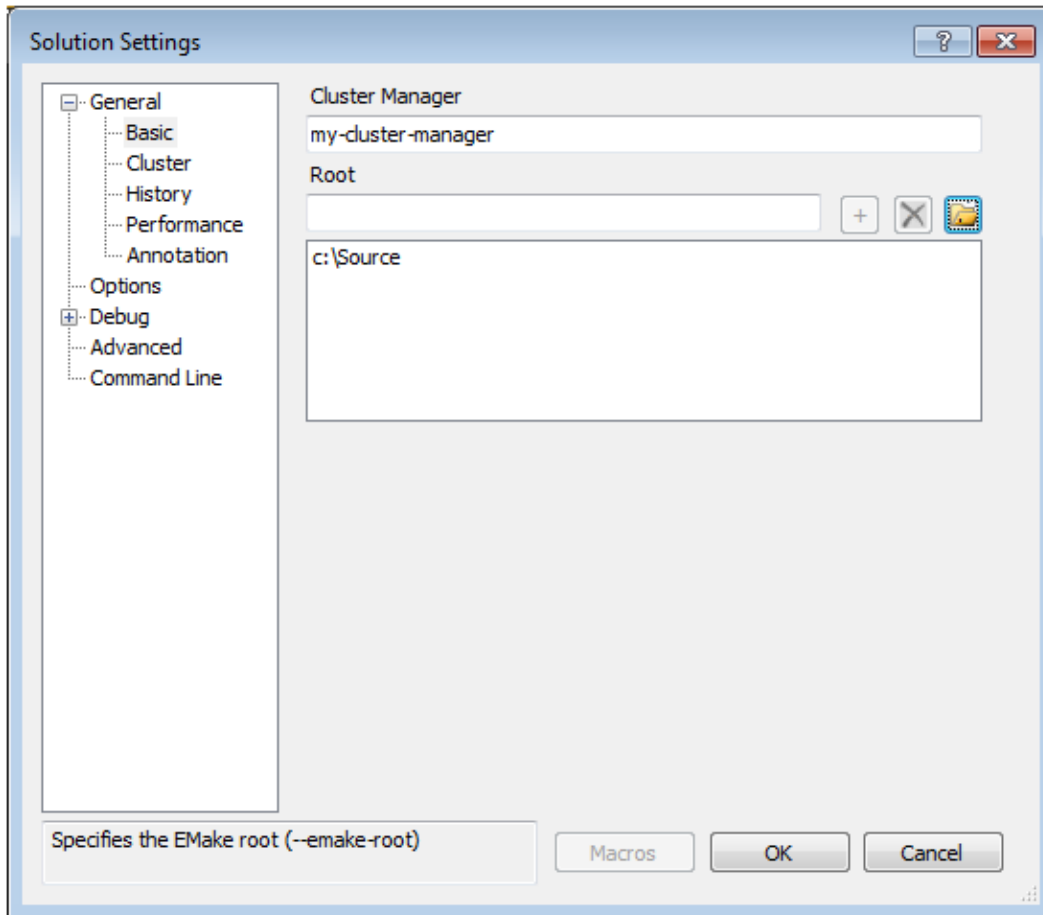 Solution Settings
General
Basic
Cluster
History
Performance
Annotation
Options
Debug
Advanced
Command Line
Cluster Manager
my-cluster-manager
Root
c:\Source
Specifies the EMake root (--emake-root)
Macros
OK
Cancel